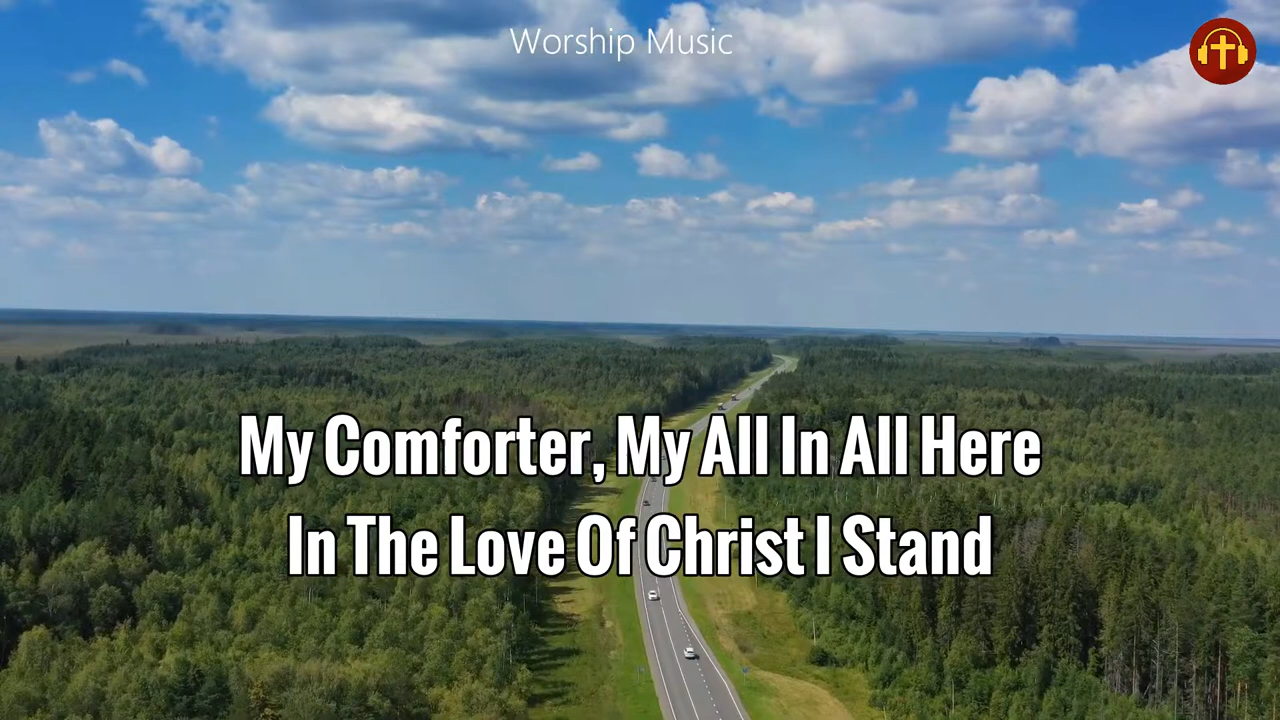 Worship Music
My Comforter, My All In All Here
In The Love Of Christ I Stand